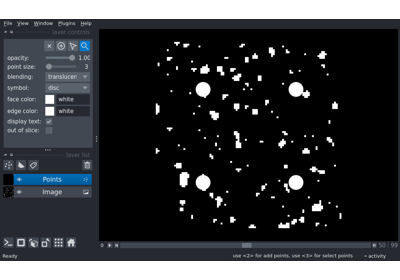 File View Window Plugins Help
layer controls
opacity: 1.00
point size: 3
blending: translucen
symbol: disc
face color: white
edge color: white
display text:
out of slice:
layer list
Points
Image
0 50 99
Ready use <2> for add points, use <3> for select points activity